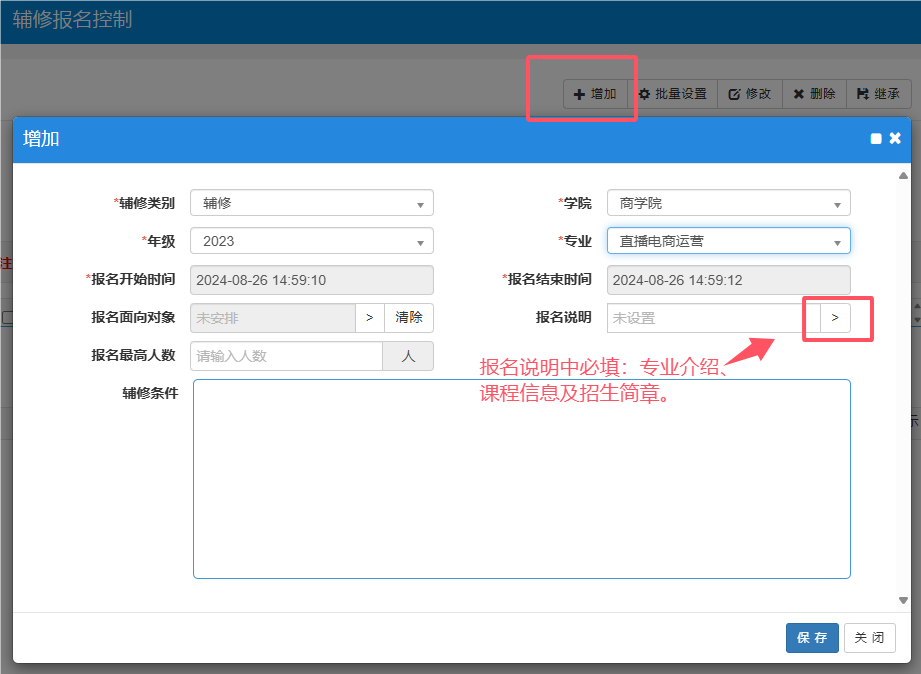 辅修报名控制
增加 批量设置 修改 删除 继承
增加
*辅修类别 辅修 *学院 商学院
*年级 2023 *专业 直播电商运营
注
*报名开始时间 2024-08-26 14:59:10 *报名结束时间 2024-08-26 14:59:12
报名面向对象 未安排 > 清除 报名说明 未设置 >
报名最高人数 请输入人数 人
报名说明中必填：专业介绍、
课程信息及招生简章。
辅修条件
示
保存 关闭